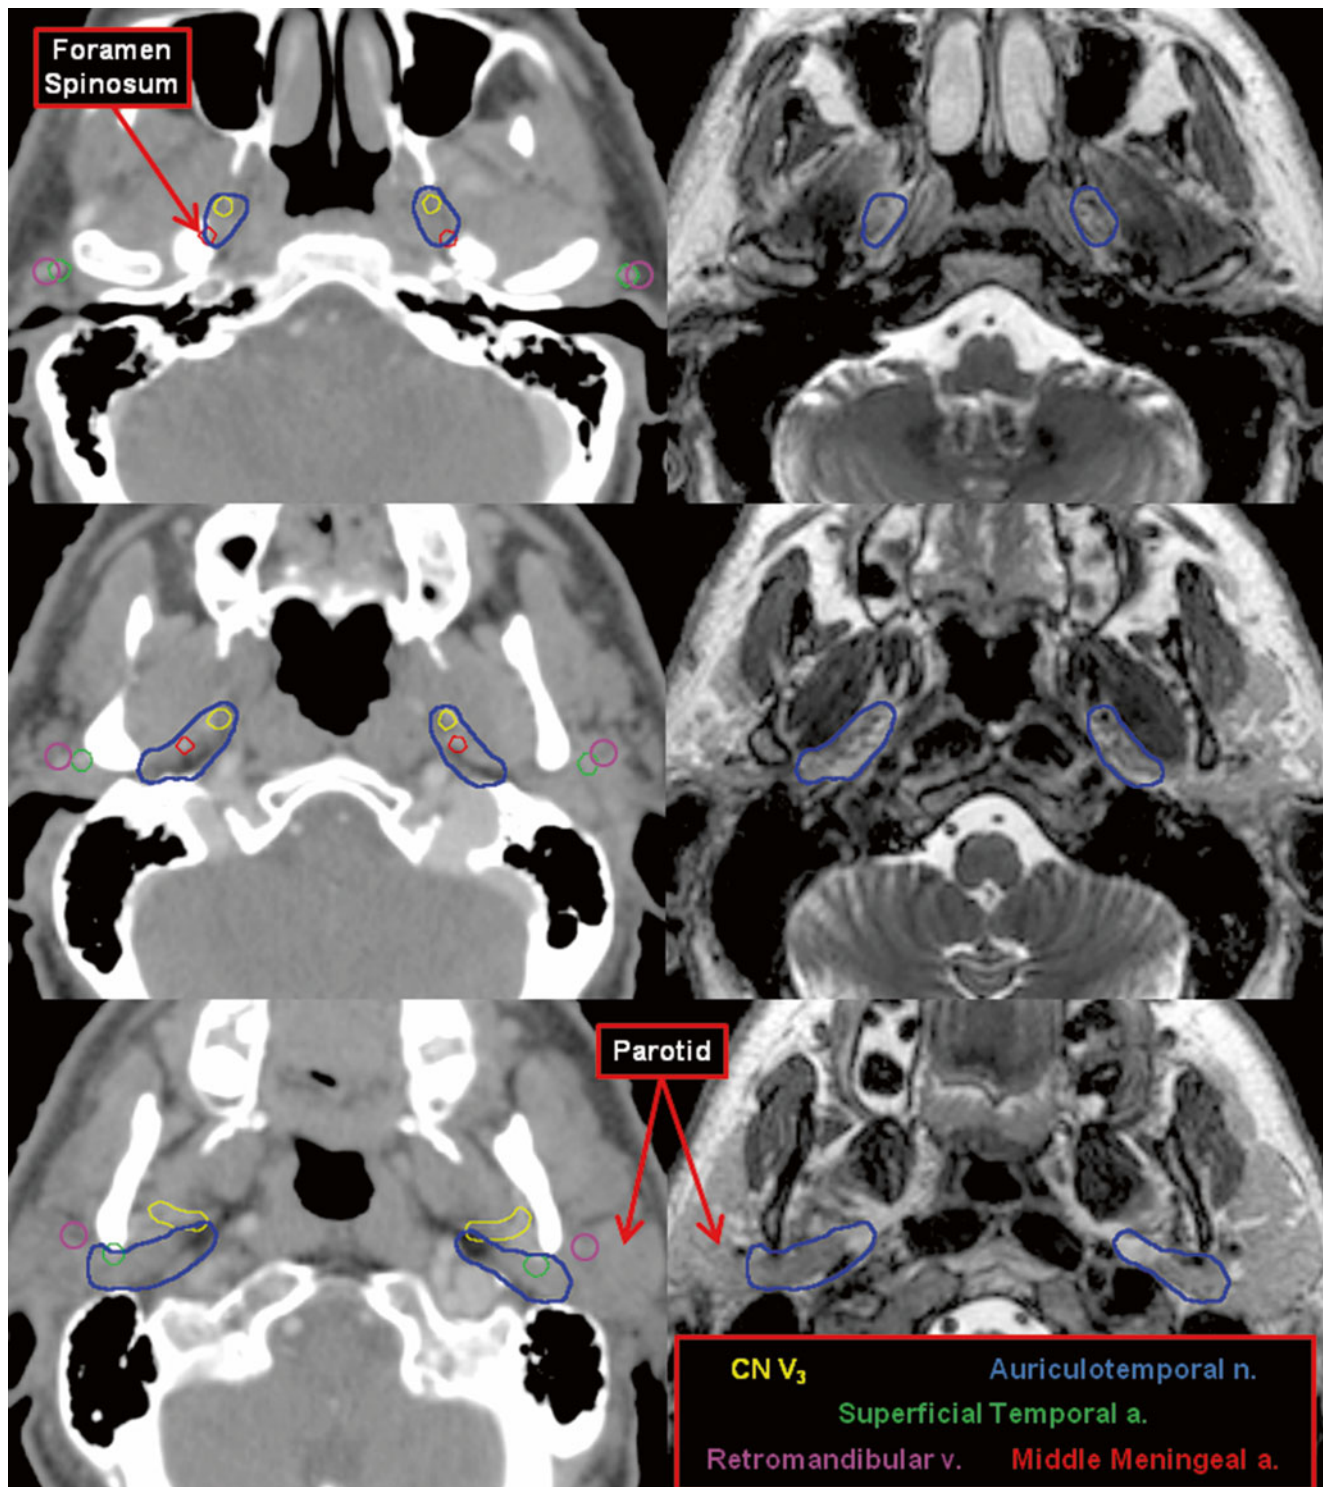 Foramen
Spinosum
Parotid
CN V₃ Auriculotemporal n.
Superficial Temporal a.
Retromandibular v. Middle Meningeal a.